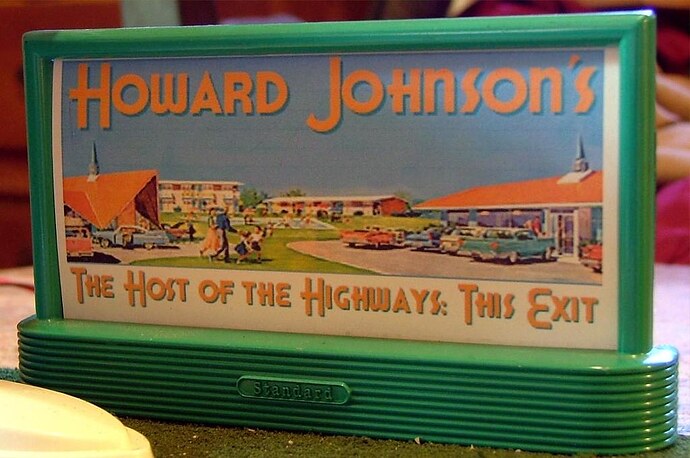 Howard Johnson's
The Host of the Highways: This Exit
Standard